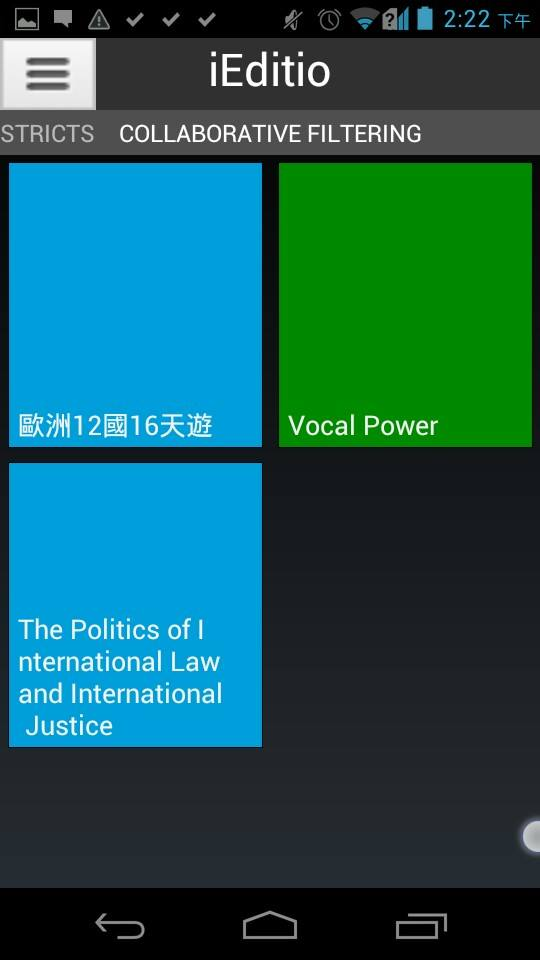 2:22 下午
iEditio
STRICTS COLLABORATIVE FILTERING
歐洲12國16天遊
Vocal Power
The Politics of I
nternational Law
and International
Justice